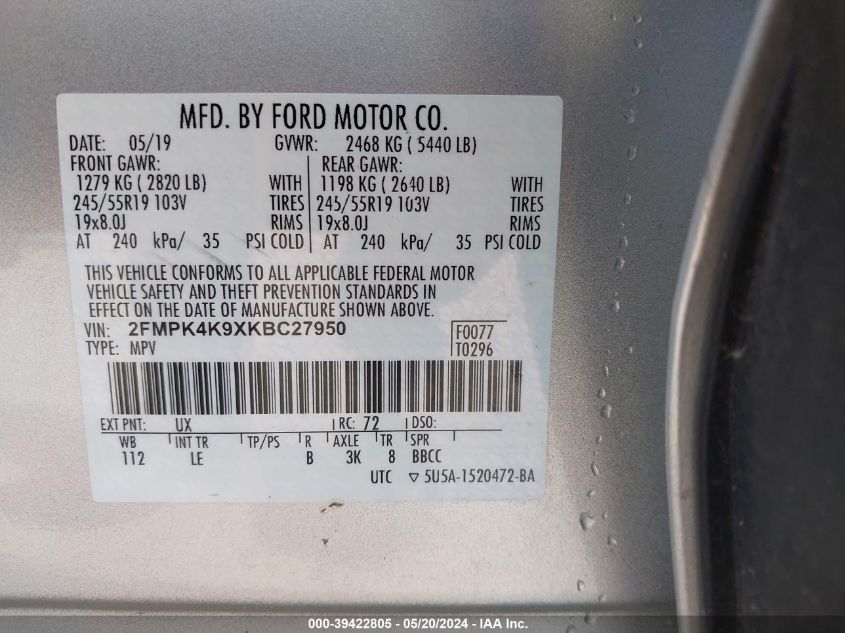 MFD. BY FORD MOTOR CO.
DATE: 05/19 GVWR: 2468 KG ( 5440 LB)
FRONT GAWR: REAR GAWR:
1279 KG ( 2820 LB) WITH 1198 KG ( 2640 LB) WITH
245/55R19 103V TIRES 245/55R19 103V TIRES
19x8.0J RIMS 19x8.0J RIMS
AT 240 kPa/ 35 PSI COLD AT 240 kPa/ 35 PSI COLD
THIS VEHICLE CONFORMS TO ALL APPLICABLE FEDERAL MOTOR
VEHICLE SAFETY AND THEFT PREVENTION STANDARDS IN
EFFECT ON THE DATE OF MANUFACTURE SHOWN ABOVE.
VIN: 2FMPK4K9XKBC27950 F0077
TYPE: MPV T0296
EXT PNT: UX RC: 72 DSO:
WB INT TR TP/PS R AXLE TR SPR
112 LE B 3K 8 BBCC
UTC ▽ 5U5A-1520472-BA
000-39422805 - 05/20/2024 - IAA Inc.